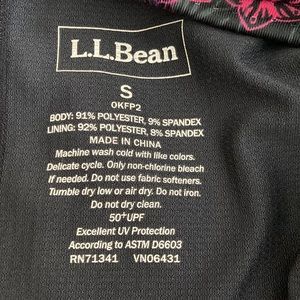 L.L.Bean
S
OKFP2
BODY: 91% POLYESTER, 9% SPANDEX
LINING: 92% POLYESTER, 8% SPANDEX
MADE IN CHINA
Machine wash cold with like colors.
Delicate cycle. Only non-chlorine bleach
If needed. Do not use fabric softeners.
Tumble dry low or air dry. Do not iron.
Do not dry clean.
50+UPF
Excellent UV Protection
According to ASTM D6603
RN71341 VN06431